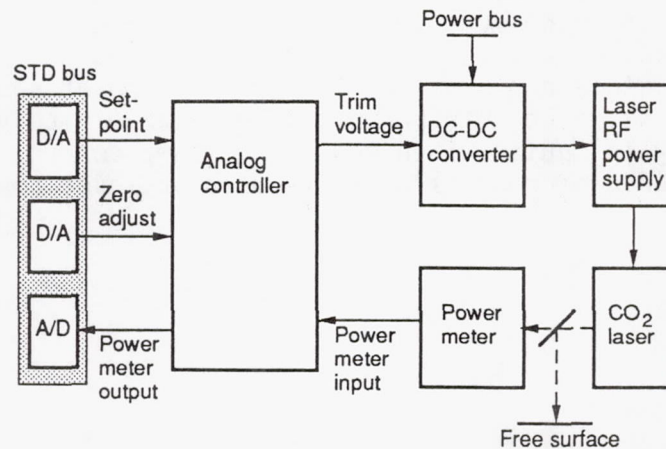 Power bus
STD bus
Set-
point
D/A
Analog
controller
Trim
voltage
DC-DC
converter
Laser
RF
power
supply
Zero
adjust
D/A
A/D
Power
meter
output
Power
meter
input
Power
meter
CO2
laser
Free surface